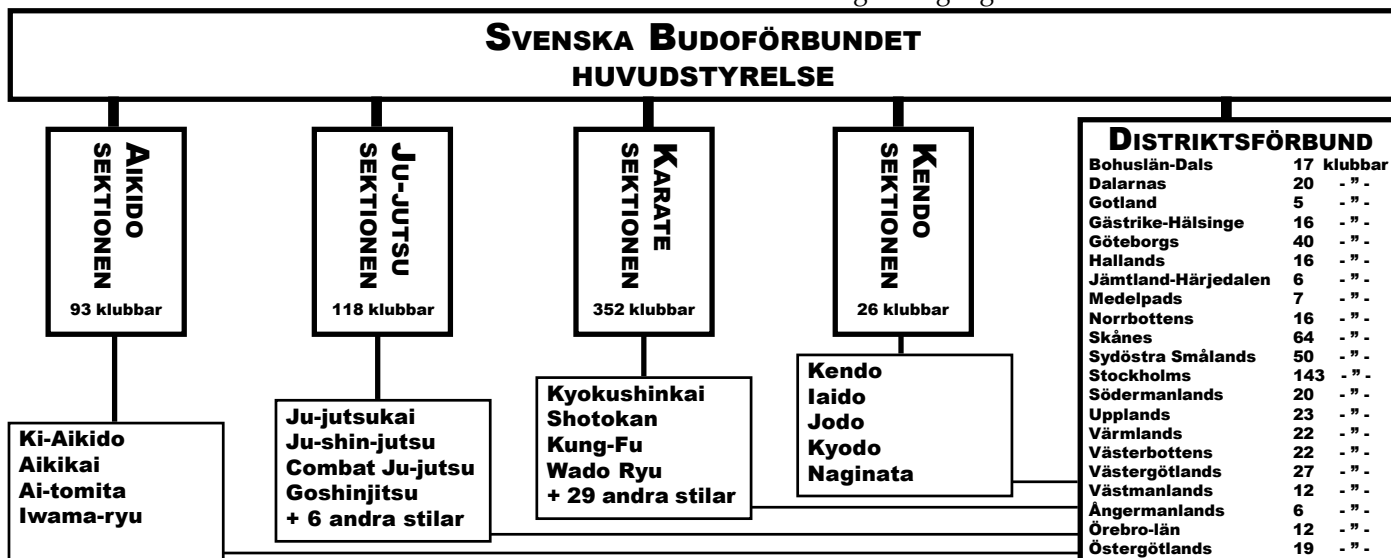 SVENSKA BUDOFÖRBUNDET
HUVUDSTYRELSE
AIKIDO
SEKTIONEN
93 klubbar
Ki-Aikido
Aikikai
Ai-tomita
Iwama-ryu
JU-JUTSU
SEKTIONEN
118 klubbar
Ju-jutsukai
Ju-shin-jutsu
Combat Ju-jutsu
Goshinjitsu
+ 6 andra stilar
KARATE
SEKTIONEN
352 klubbar
Kyokushinkai
Shotokan
Kung-Fu
Wado Ryu
+ 29 andra stilar
KENDO
SEKTIONEN
26 klubbar
Kendo
Iaido
Jodo
Kyodo
Naginata
DISTRIKTSFÖRBUND
Bohuslän-Dals 17 klubbar
Dalarnas 20 - ” -
Gotland 5 - ” -
Gästrike-Hälsinge 16 - ” -
Göteborgs 40 - ” -
Hallands 16 - ” -
Jämtland-Härjedalen 6 - ” -
Medelpads 7 - ” -
Norrbottens 16 - ” -
Skånes 64 - ” -
Sydöstra Smålands 50 - ” -
Stockholms 143 - ” -
Södermanlands 20 - ” -
Upplands 23 - ” -
Värmlands 22 - ” -
Västerbottens 22 - ” -
Västergötlands 27 - ” -
Västmanlands 12 - ” -
Ångermanlands 6 - ” -
Örebro-län 12 - ” -
Östergötlands 19 - ” -